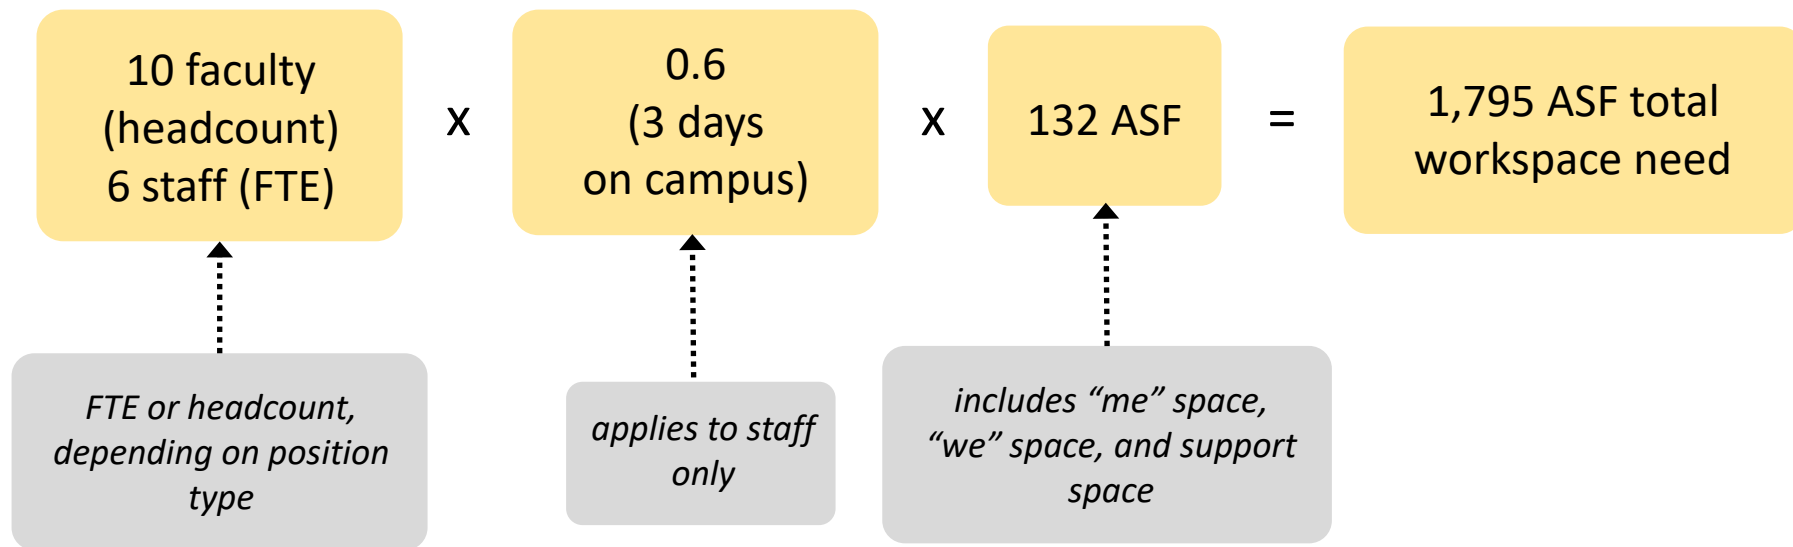 10 faculty
(headcount)
6 staff (FTE)
x
0.6
(3 days
on campus)
x
132 ASF
=
1,795 ASF total
workspace need
FTE or headcount,
depending on position
type
applies to staff
only
includes “me” space,
“we” space, and support
space